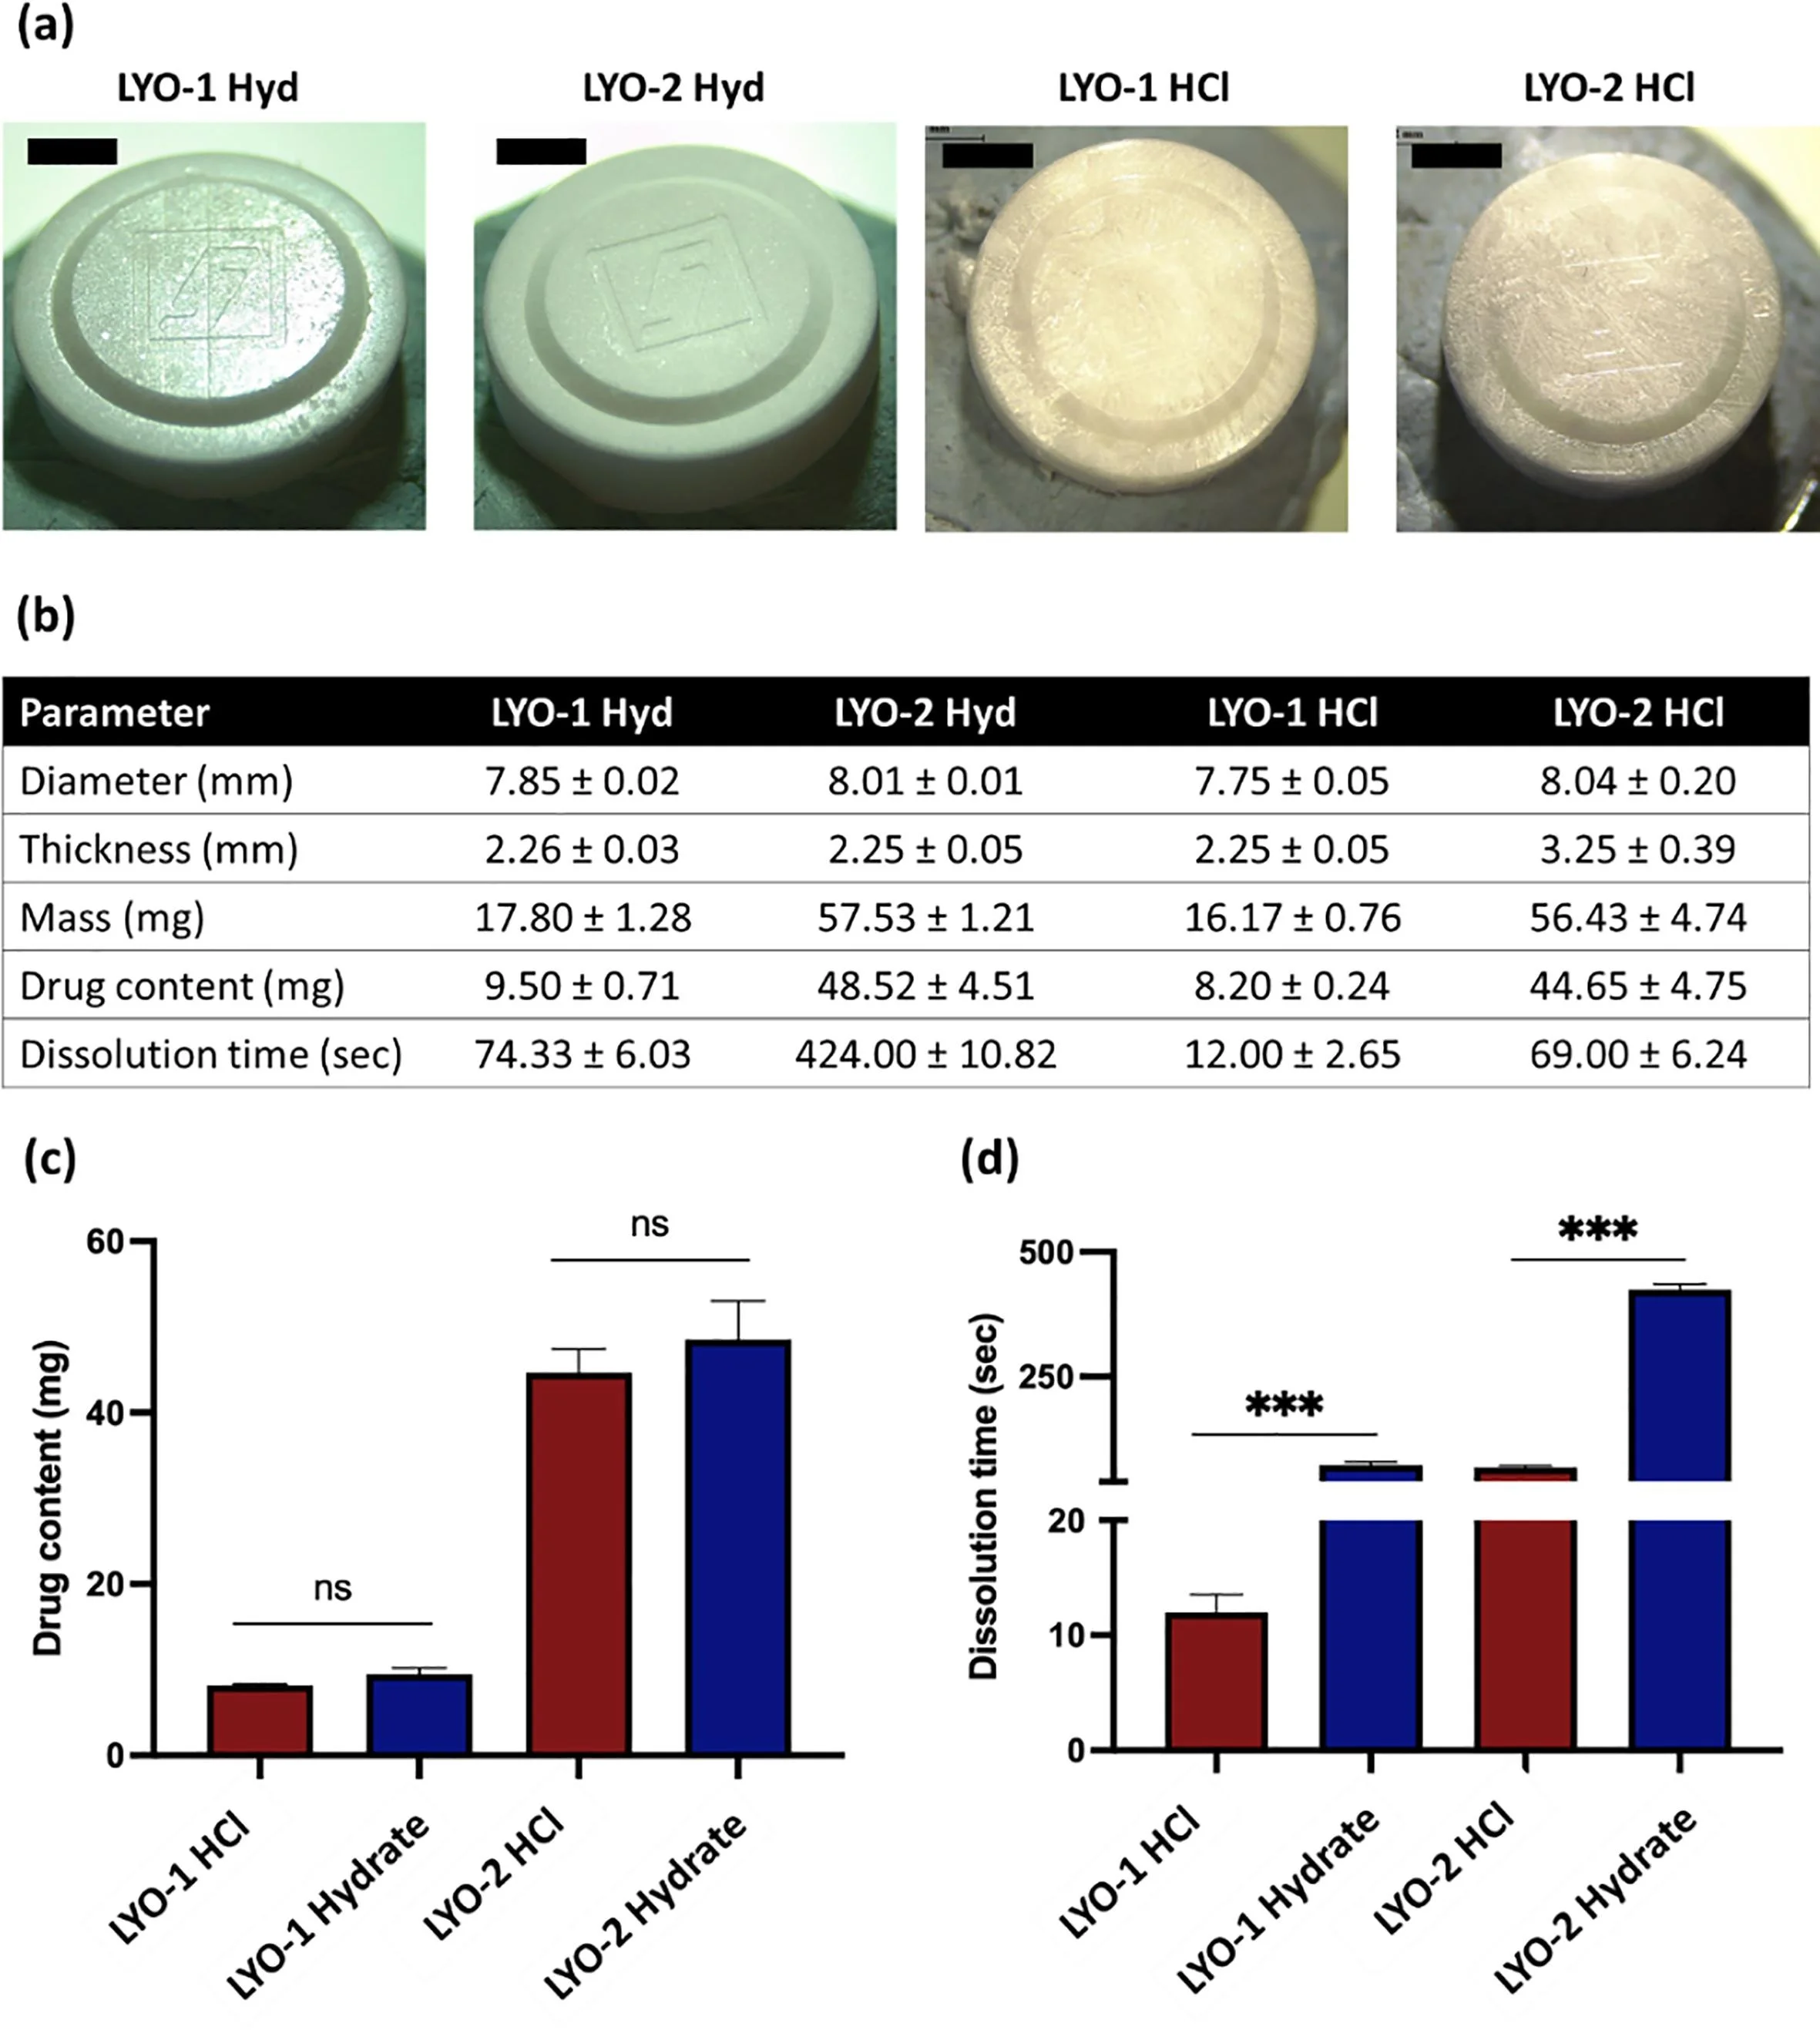 (a)
LYO-1 Hyd LYO-2 Hyd LYO-1 HCl LYO-2 HCl
mm mm
(b)
Parameter LYO-1 Hyd LYO-2 Hyd LYO-1 HCl LYO-2 HCl
Diameter (mm) 7.85 ± 0.02 8.01 ± 0.01 7.75 ± 0.05 8.04 ± 0.20
Thickness (mm) 2.26 ± 0.03 2.25 ± 0.05 2.25 ± 0.05 3.25 ± 0.39
Mass (mg) 17.80 ± 1.28 57.53 ± 1.21 16.17 ± 0.76 56.43 ± 4.74
Drug content (mg) 9.50 ± 0.71 48.52 ± 4.51 8.20 ± 0.24 44.65 ± 4.75
Dissolution time (sec) 74.33 ± 6.03 424.00 ± 10.82 12.00 ± 2.65 69.00 ± 6.24
(c)
Drug content (mg)
60
40
20
0
ns
ns
LYO-1 HCl
LYO-1 Hydrate
LYO-2 HCl
LYO-2 Hydrate
(d)
Dissolution time (sec)
500
250
20
10
0
***
***
LYO-1 HCl
LYO-1 Hydrate
LYO-2 HCl
LYO-2 Hydrate